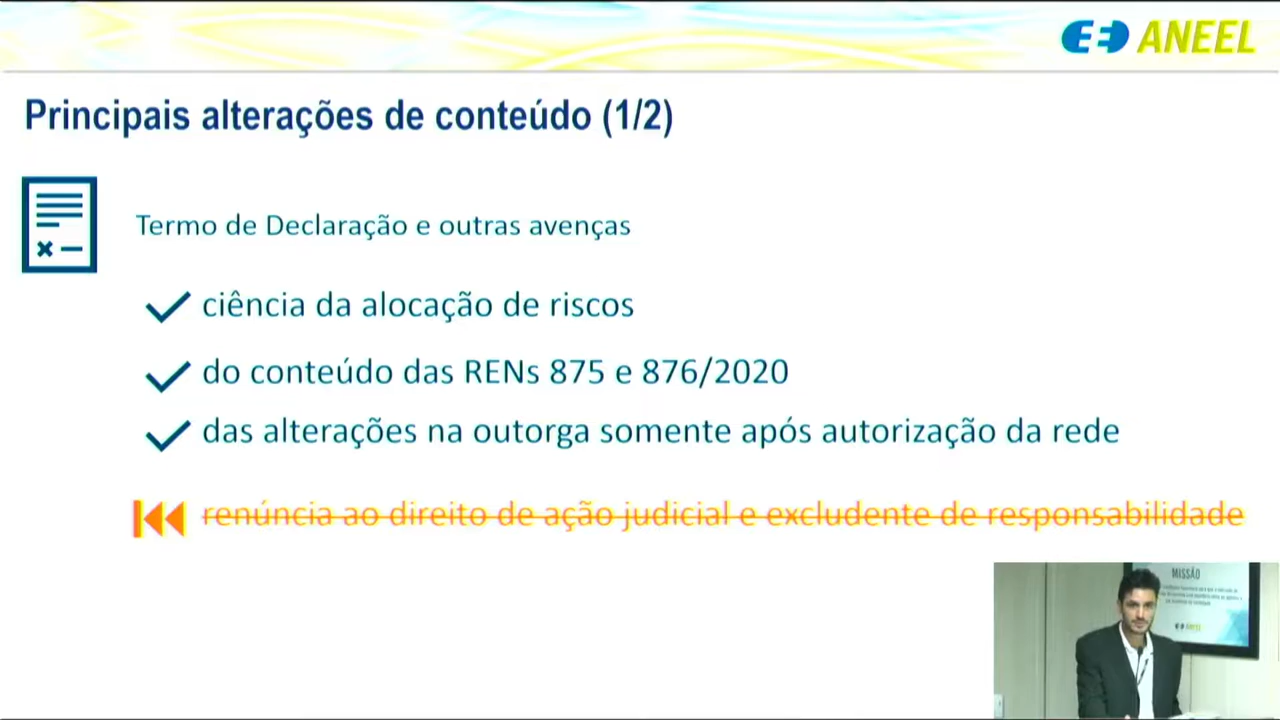 ANEEL
Principais alterações de conteúdo (1/2)
Termo de Declaração e outras avenças
ciência da alocação de riscos
do conteúdo das RENs 875 e 876/2020
das alterações na outorga somente após autorização da rede
renúncia ao direito de ação judicial e excludente de responsabilidade
MISSÃO